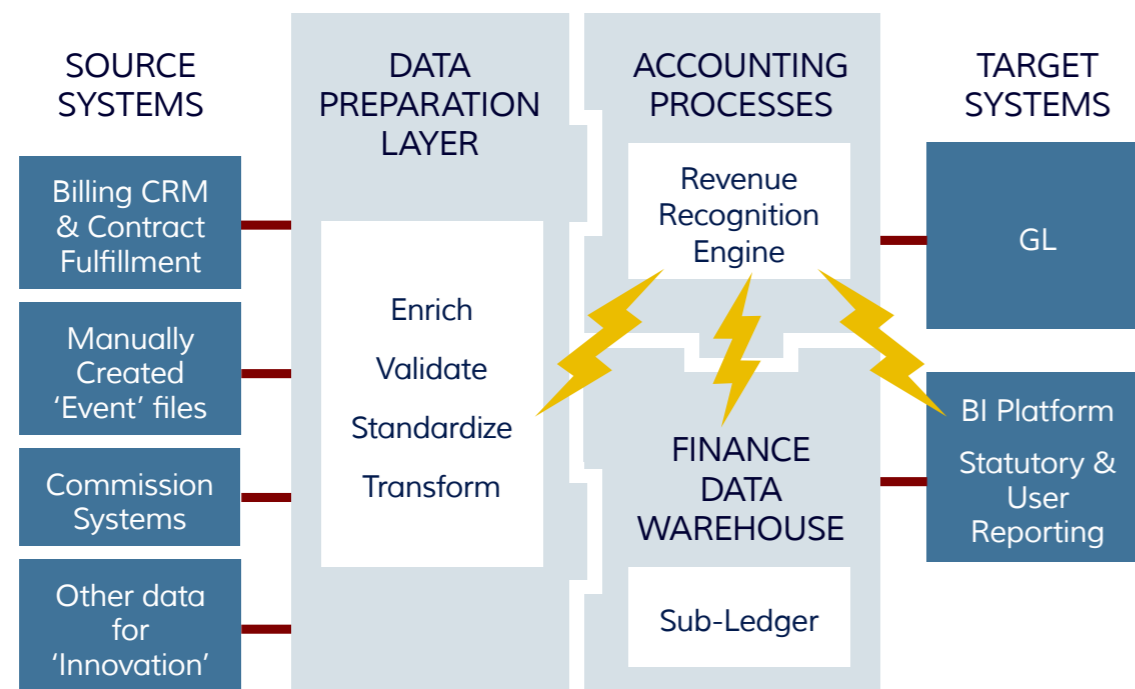 SOURCE
SYSTEMS
Billing CRM
& Contract
Fulfillment
Manually
Created
‘Event’ files
Commission
Systems
Other data
for
‘Innovation’
DATA
PREPARATION
LAYER
Enrich
Validate
Standardize
Transform
ACCOUNTING
PROCESSES
Revenue
Recognition
Engine
FINANCE
DATA
WAREHOUSE
Sub-Ledger
TARGET
SYSTEMS
GL
BI Platform
Statutory &
User
Reporting